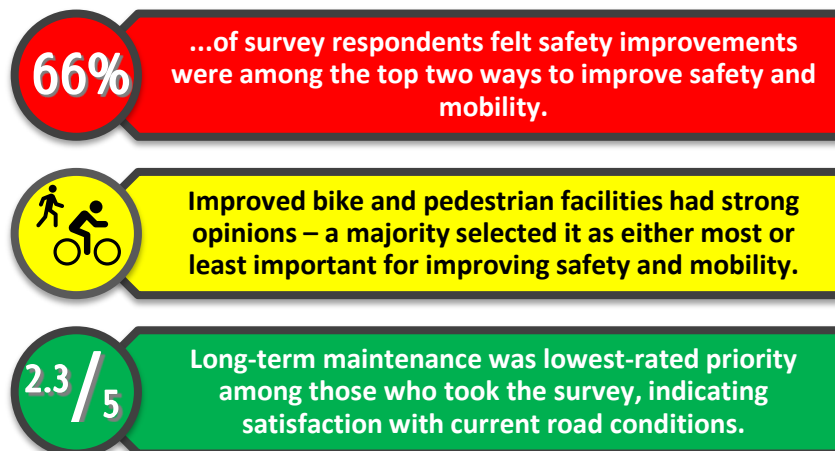 66%
...of survey respondents felt safety improvements
were among the top two ways to improve safety and
mobility.
Improved bike and pedestrian facilities had strong
opinions – a majority selected it as either most or
least important for improving safety and mobility.
2.3/5
Long-term maintenance was lowest-rated priority
among those who took the survey, indicating
satisfaction with current road conditions.